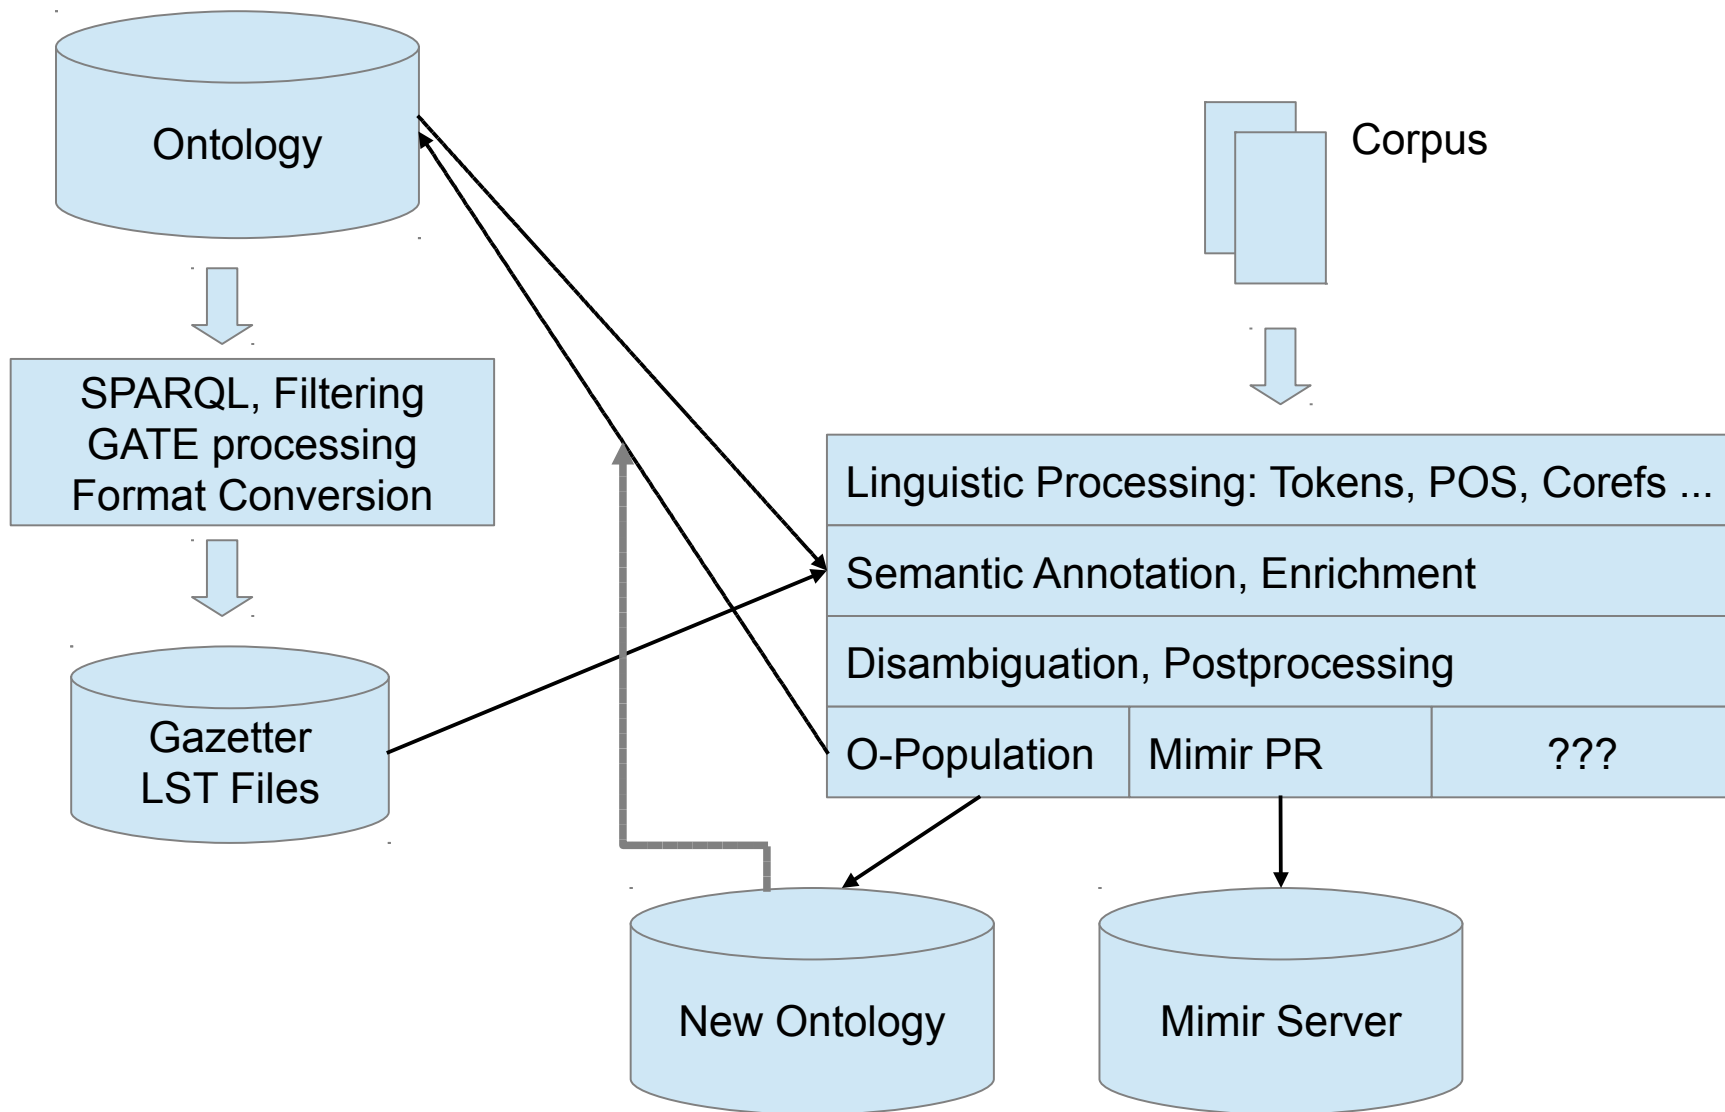 Ontology
Corpus
SPARQL, Filtering
GATE processing
Format Conversion
Linguistic Processing: Tokens, POS, Corefs ...
Semantic Annotation, Enrichment
Disambiguation, Postprocessing
Gazetter
LST Files
O-Population
Mimir PR
???
New Ontology
Mimir Server